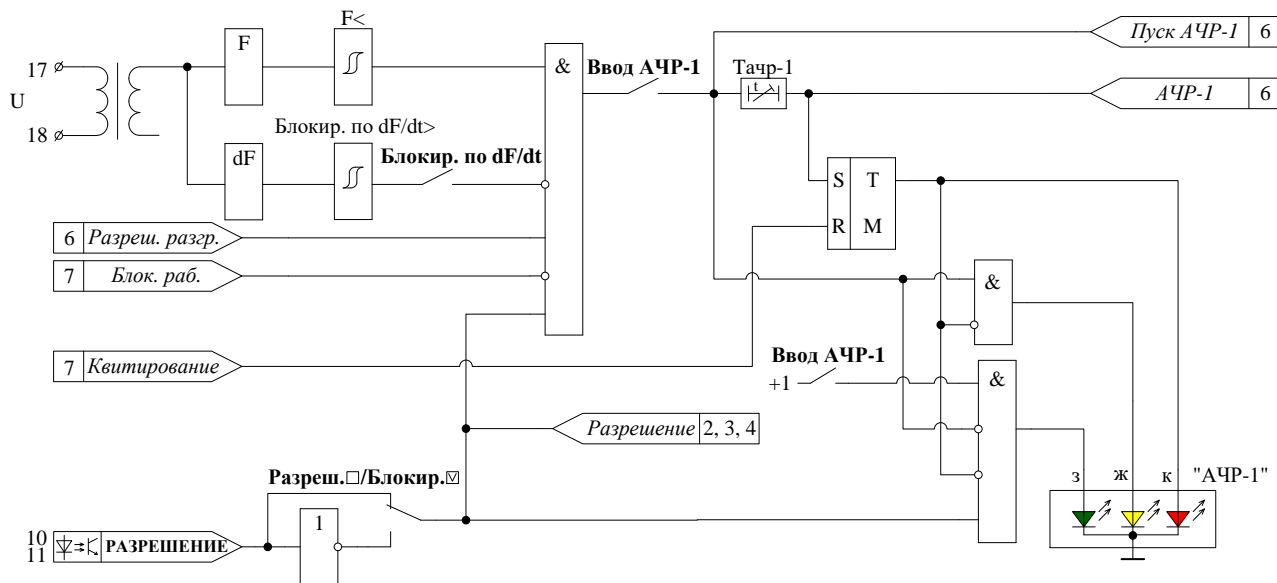 F
F<
17
U
18
&
Ввод АЧР-1
Тачр-1
t
Пуск АЧР-1 6
АЧР-1 6
Блокир. по dF/dt>
dF
Блокир. по dF/dt
S T
R M
6 Разреш. разгр.
7 Блок. раб.
&
7 Квитирование
Ввод АЧР-1
+1
&
Разрешение 2, 3, 4
Разреш.□/Блокир.☑
з ж к "АЧР-1"
10
11
РАЗРЕШЕНИЕ
1